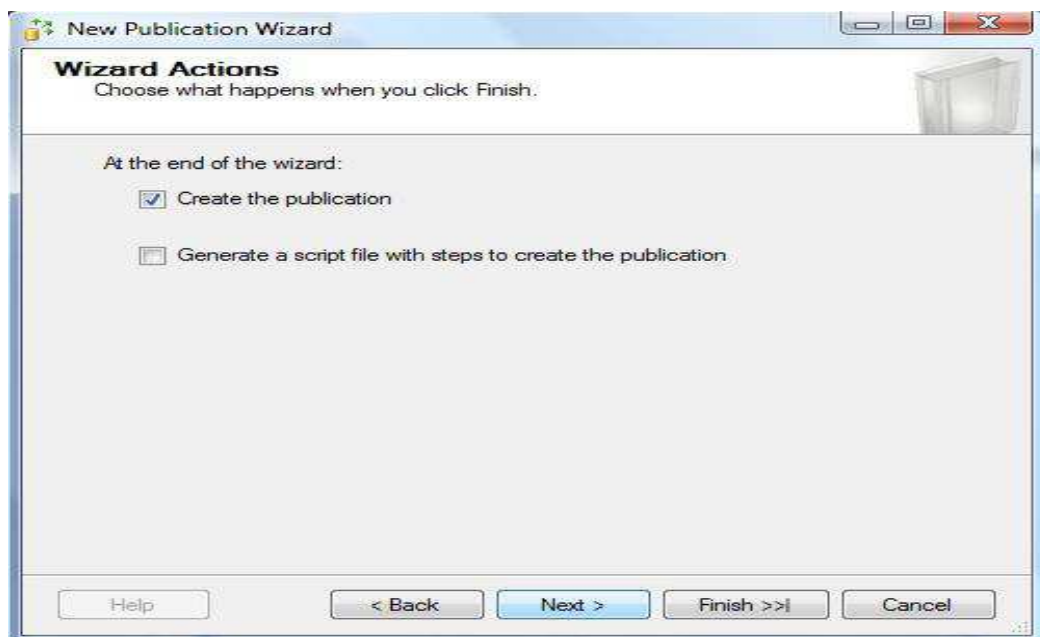 New Publication Wizard
Wizard Actions
Choose what happens when you click Finish.
At the end of the wizard:
Create the publication
Generate a script file with steps to create the publication
Help
< Back
Next >
Finish >>|
Cancel